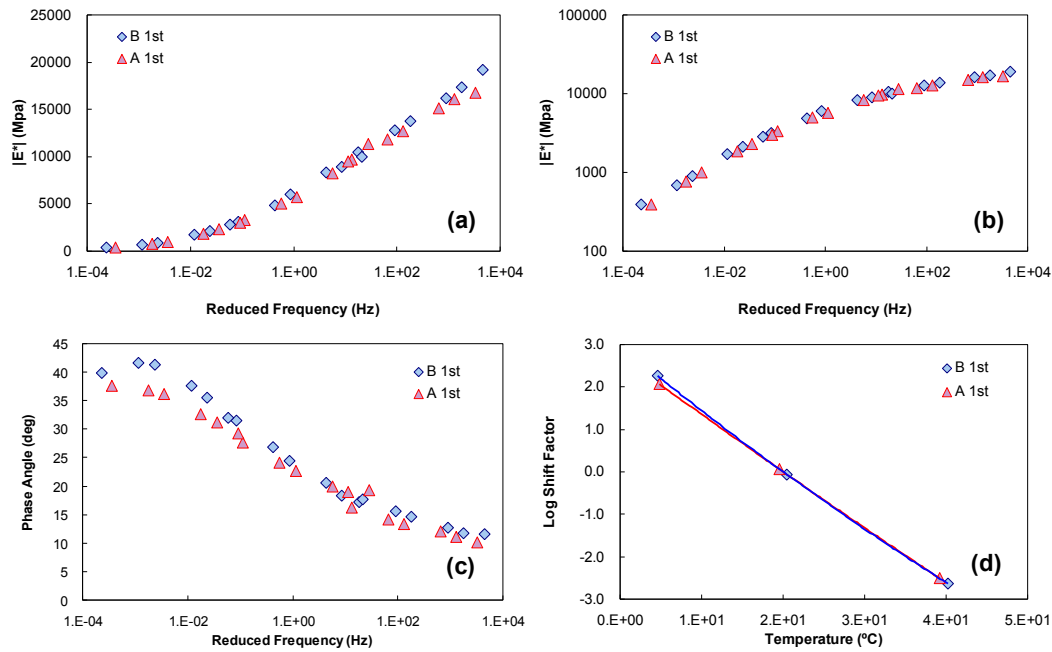 25000
20000
15000
10000
5000
0
|E*| (Mpa)
B 1st
A 1st
(a)
1.E-04 1.E-02 1.E+00 1.E+02 1.E+04
Reduced Frequency (Hz)
100000
10000
1000
100
|E*| (Mpa)
B 1st
A 1st
(b)
1.E-04 1.E-02 1.E+00 1.E+02 1.E+04
Reduced Frequency (Hz)
45
40
35
30
25
20
15
10
5
0
Phase Angle (deg)
B 1st
A 1st
(c)
1.E-04 1.E-02 1.E+00 1.E+02 1.E+04
Reduced Frequency (Hz)
3.0
2.0
1.0
0.0
-1.0
-2.0
-3.0
Log Shift Factor
B 1st
A 1st
(d)
0.E+00 1.E+01 2.E+01 3.E+01 4.E+01 5.E+01
Temperature (ºC)